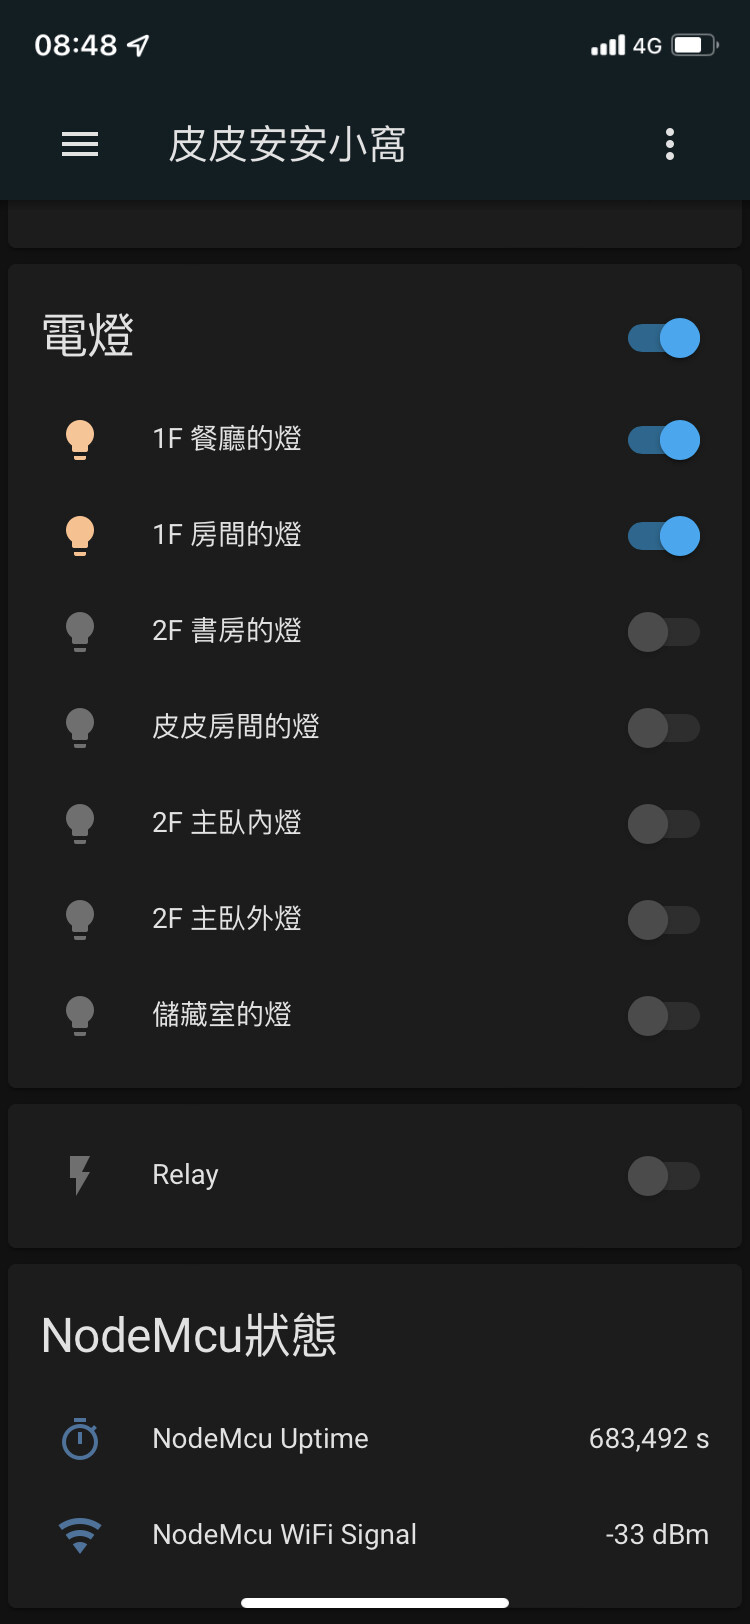 08:48
4G
皮皮安安小窩
電燈
1F 餐廳的燈
1F 房間的燈
2F 書房的燈
皮皮房間的燈
2F 主臥內燈
2F 主臥外燈
儲藏室的燈
Relay
NodeMcu狀態
NodeMcu Uptime 683,492 s
NodeMcu WiFi Signal -33 dBm